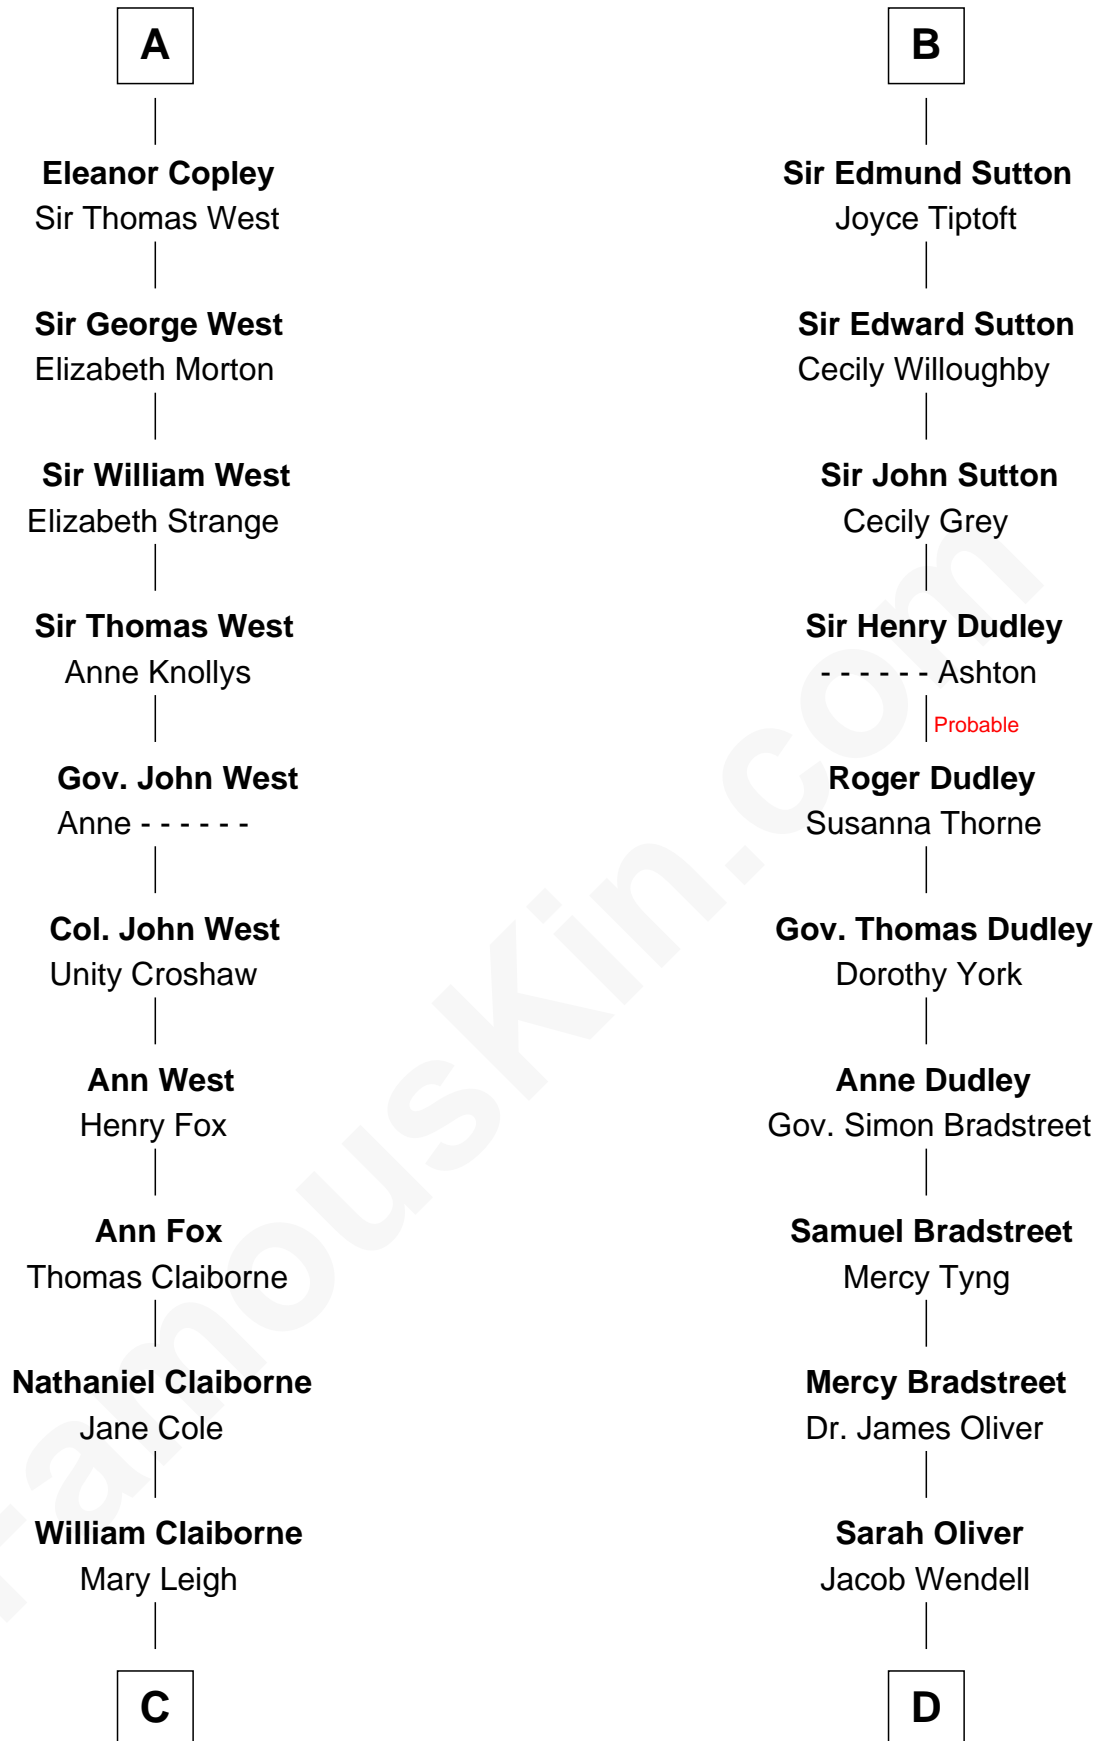 A
Eleanor Copley
Sir Thomas West
Sir George West
Elizabeth Morton
Sir William West
Elizabeth Strange
Sir Thomas West
Anne Knollys
Gov. John West
Anne - - - - - -
Col. John West
Unity Croshaw
Ann West
Henry Fox
Ann Fox
Thomas Claiborne
Nathaniel Claiborne
Jane Cole
William Claiborne
Mary Leigh
C
B
Sir Edmund Sutton
Joyce Tiptoft
Sir Edward Sutton
Cecily Willoughby
Sir John Sutton
Cecily Grey
Sir Henry Dudley
- - - - - - Ashton
Probable
Roger Dudley
Susanna Thorne
Gov. Thomas Dudley
Dorothy York
Anne Dudley
Gov. Simon Bradstreet
Samuel Bradstreet
Mercy Tyng
Mercy Bradstreet
Dr. James Oliver
Sarah Oliver
Jacob Wendell
D
FamousKin.com